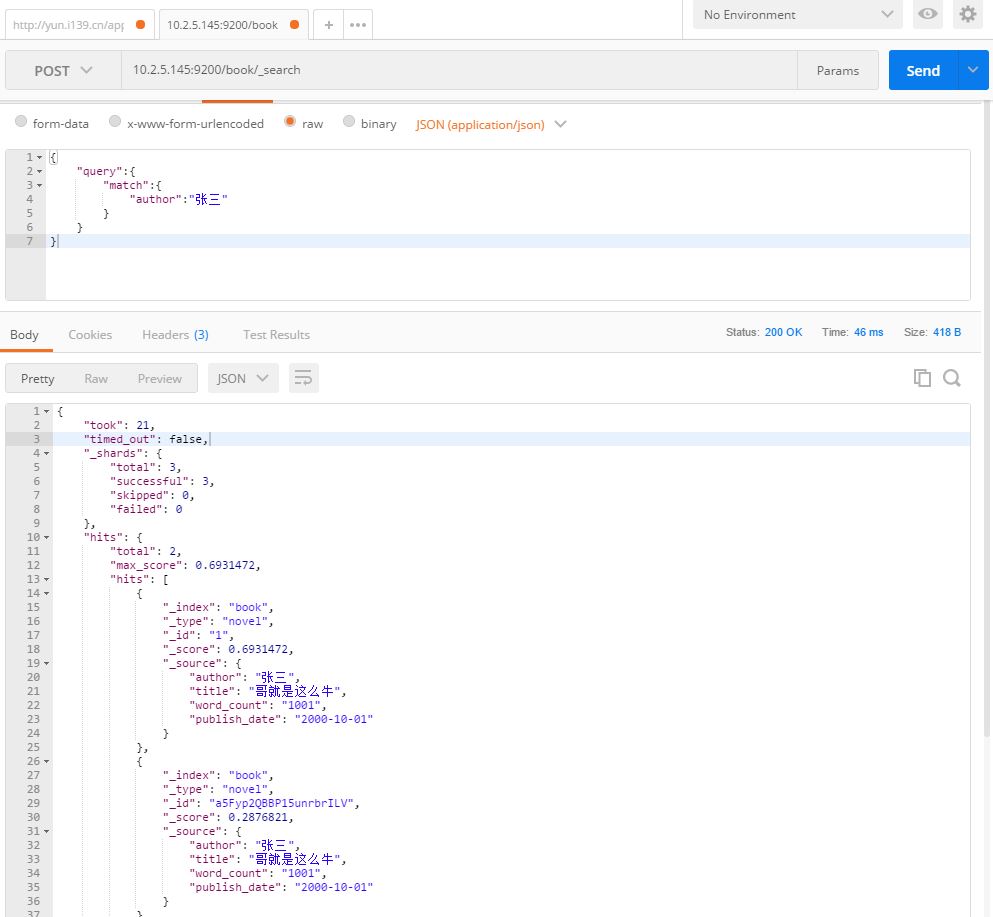 http://yun.i139.cn/app
10.2.5.145:9200/book
+
•••
No Environment
POST
10.2.5.145:9200/book/_search
Params
Send
form-data
x-www-form-urlencoded
raw
binary
JSON (application/json)
1 {
2 "query":{
3 "match":{
4 "author":"张三"
5 }
6 }
7 }
Body
Cookies
Headers (3)
Test Results
Status: 200 OK
Time: 46 ms
Size: 418 B
Pretty
Raw
Preview
JSON
1 {
2 "took": 21,
3 "timed_out": false,
4 "_shards": {
5 "total": 3,
6 "successful": 3,
7 "skipped": 0,
8 "failed": 0
9 },
10 "hits": {
11 "total": 2,
12 "max_score": 0.6931472,
13 "hits": [
14 {
15 "_index": "book",
16 "_type": "novel",
17 "_id": "1",
18 "_score": 0.6931472,
19 "_source": {
20 "author": "张三",
21 "title": "哥就是这么牛",
22 "word_count": "1001",
23 "publish_date": "2000-10-01"
24 }
25 },
26 {
27 "_index": "book",
28 "_type": "novel",
29 "_id": "a5Fyp2QBBP15unrbrILV",
30 "_score": 0.2876821,
31 "_source": {
32 "author": "张三",
33 "title": "哥就是这么牛",
34 "word_count": "1001",
35 "publish_date": "2000-10-01"
36 }
37 }